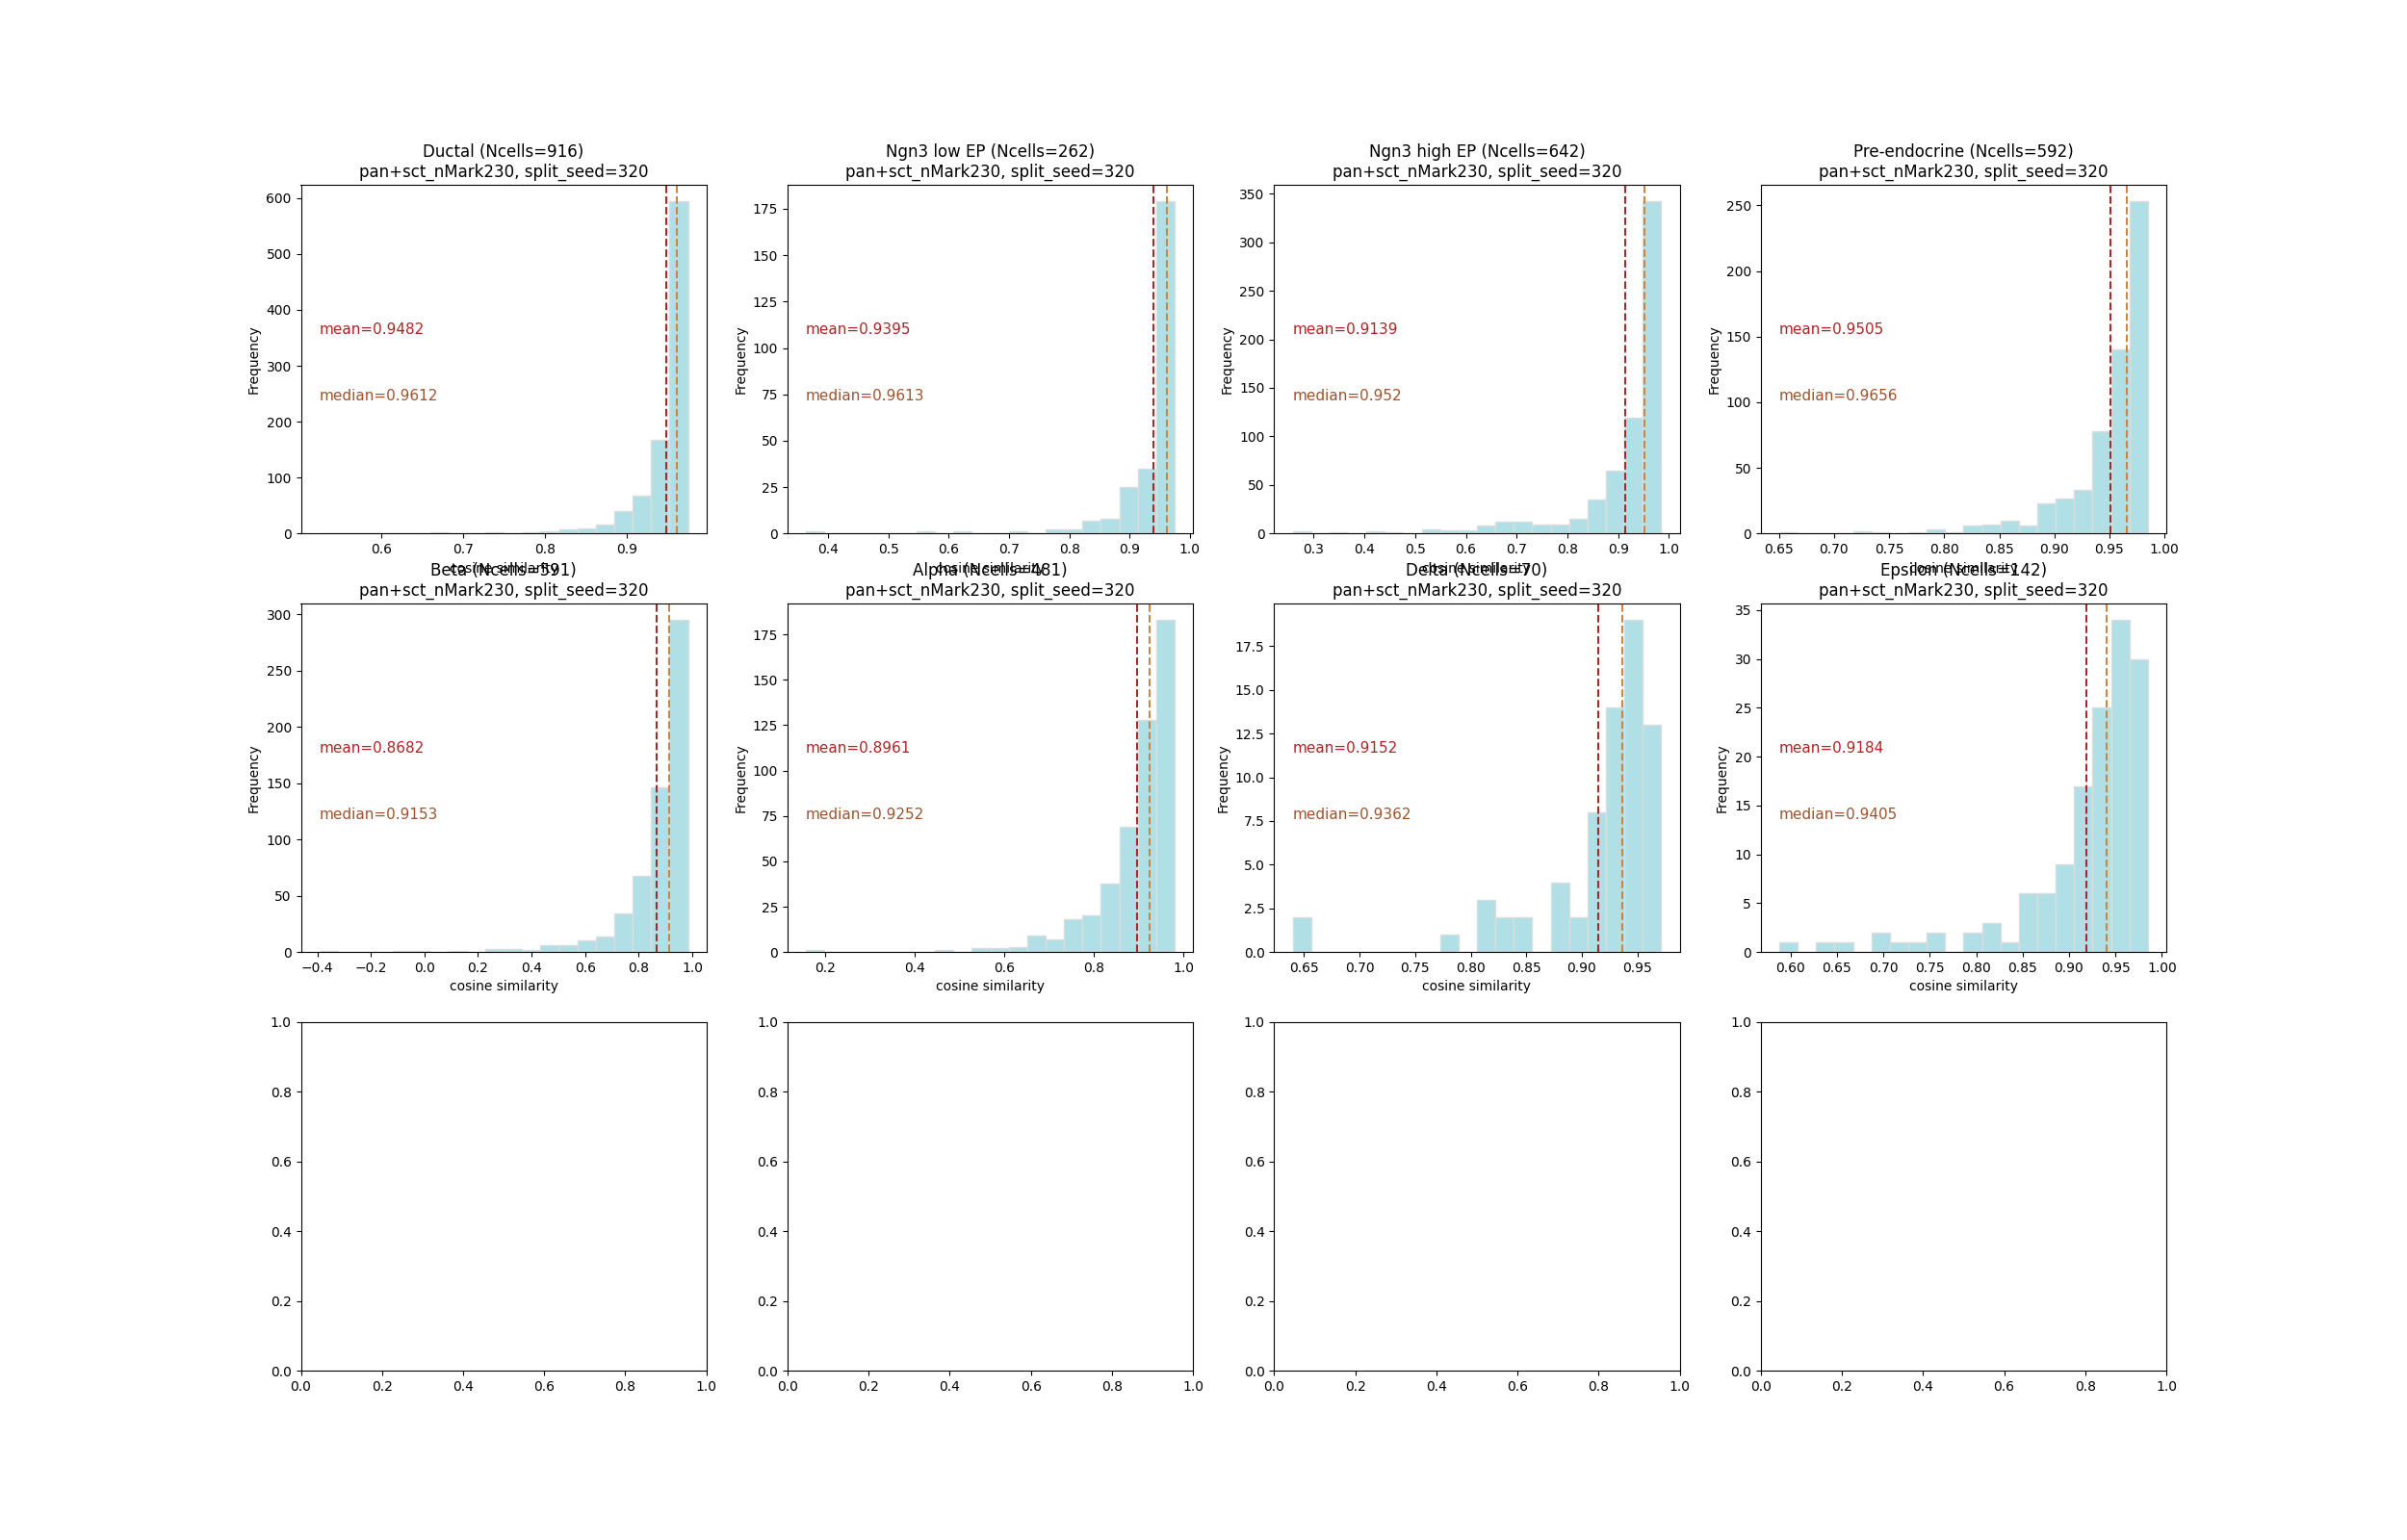 Ductal (Ncells=916)
pan+sct_nMark230, split_seed=320
Frequency
600
500
400
300
200
100
0
mean=0.9482
median=0.9612
0.6 0.7 0.8 0.9
cosine similarity
Ngn3 low EP (Ncells=262)
pan+sct_nMark230, split_seed=320
Frequency
175
150
125
100
75
50
25
0
mean=0.9395
median=0.9613
0.4 0.5 0.6 0.7 0.8 0.9 1.0
cosine similarity
Ngn3 high EP (Ncells=642)
pan+sct_nMark230, split_seed=320
Frequency
350
300
250
200
150
100
50
0
mean=0.9139
median=0.952
0.3 0.4 0.5 0.6 0.7 0.8 0.9 1.0
cosine similarity
Pre-endocrine (Ncells=592)
pan+sct_nMark230, split_seed=320
Frequency
250
200
150
100
50
0
mean=0.9505
median=0.9656
0.65 0.70 0.75 0.80 0.85 0.90 0.95 1.00
cosine similarity
Beta (Ncells=591)
pan+sct_nMark230, split_seed=320
Frequency
300
250
200
150
100
50
0
mean=0.8682
median=0.9153
−0.4 −0.2 0.0 0.2 0.4 0.6 0.8 1.0
cosine similarity
Alpha (Ncells=481)
pan+sct_nMark230, split_seed=320
Frequency
175
150
125
100
75
50
25
0
mean=0.8961
median=0.9252
0.2 0.4 0.6 0.8 1.0
cosine similarity
Delta (Ncells=70)
pan+sct_nMark230, split_seed=320
Frequency
17.5
15.0
12.5
10.0
7.5
5.0
2.5
0.0
mean=0.9152
median=0.9362
0.65 0.70 0.75 0.80 0.85 0.90 0.95
cosine similarity
Epsilon (Ncells=142)
pan+sct_nMark230, split_seed=320
Frequency
35
30
25
20
15
10
5
0
mean=0.9184
median=0.9405
0.60 0.65 0.70 0.75 0.80 0.85 0.90 0.95 1.00
cosine similarity
1.0
0.8
0.6
0.4
0.2
0.0
0.0 0.2 0.4 0.6 0.8 1.0
1.0
0.8
0.6
0.4
0.2
0.0
0.0 0.2 0.4 0.6 0.8 1.0
1.0
0.8
0.6
0.4
0.2
0.0
0.0 0.2 0.4 0.6 0.8 1.0
1.0
0.8
0.6
0.4
0.2
0.0
0.0 0.2 0.4 0.6 0.8 1.0